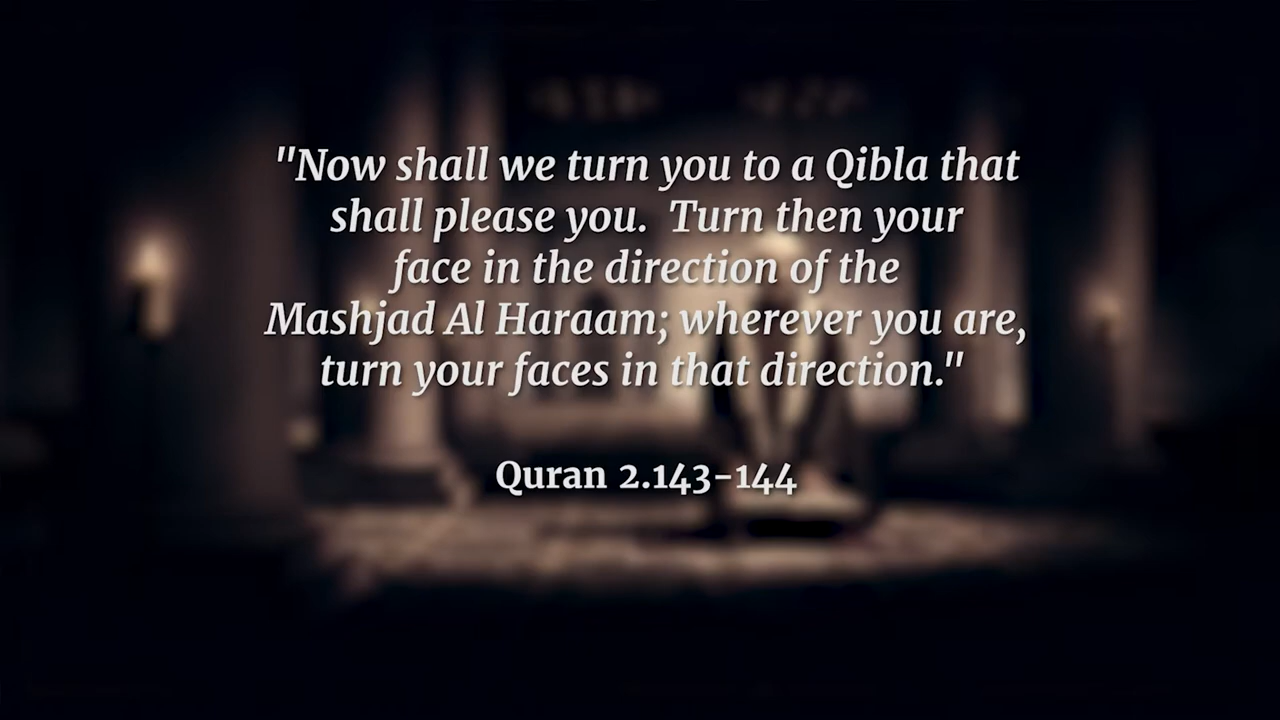 "Now shall we turn you to a Qibla that
shall please you.  Turn then your
face in the direction of the
Mashjad Al Haraam; wherever you are,
turn your faces in that direction."
Quran 2.143-144